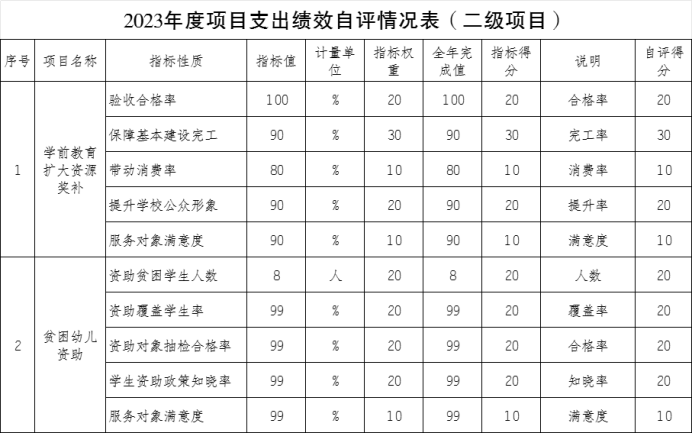 2023年度项目支出绩效自评情况表（二级项目）
序号 项目名称 指标性质 指标值 计量单位 指标权重 全年完成值 指标得分 说明 自评得分
1 学前教育扩大资源奖补 验收合格率 100 % 20 100 20 合格率 20
保障基本建设完工 90 % 30 90 30 完工率 30
带动消费率 80 % 10 80 10 消费率 10
提升学校公众形象 90 % 20 90 20 提升率 20
服务对象满意度 90 % 10 90 10 满意度 10
2 贫困幼儿资助 资助贫困学生人数 8 人 20 8 20 人数 20
资助覆盖学生率 99 % 20 99 20 覆盖率 20
资助对象抽检合格率 99 % 20 99 20 合格率 20
学生资助政策知晓率 99 % 20 99 20 知晓率 20
服务对象满意度 99 % 10 99 10 满意度 10